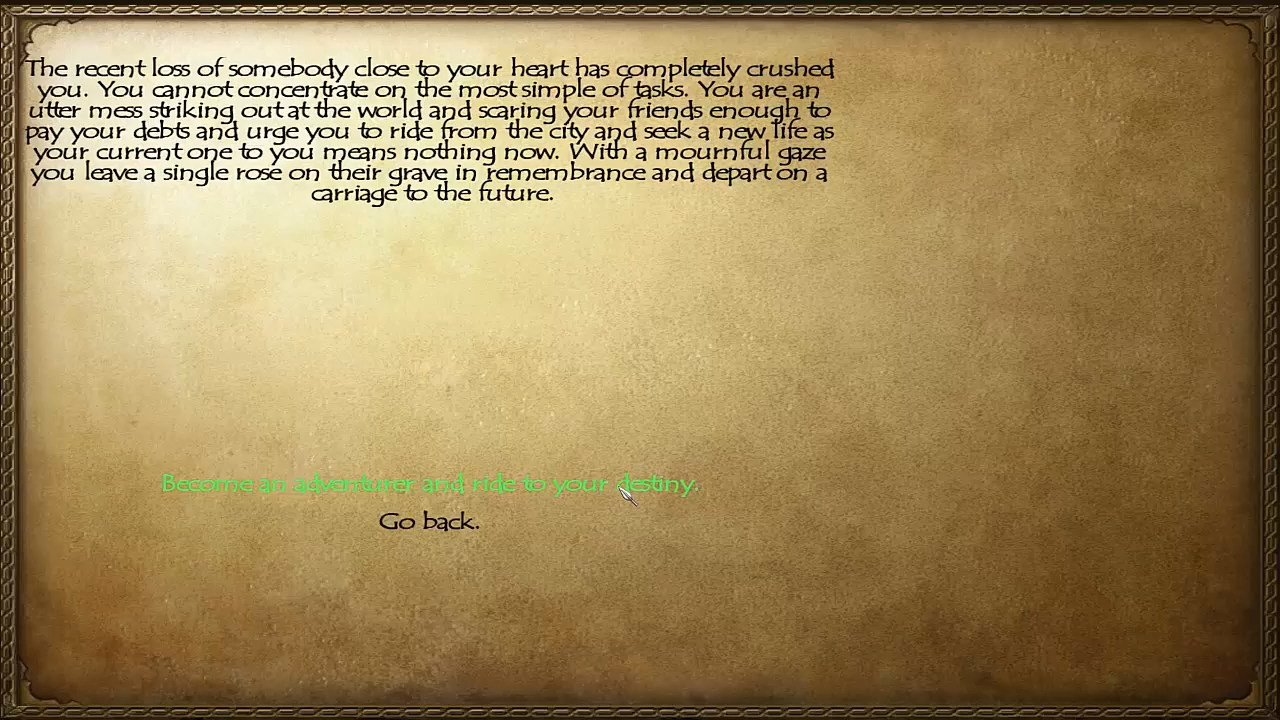 The recent loss of somebody close to your heart has completely crushed
you. You cannot concentrate on the most simple of tasks. You are an
utter mess striking out at the world and scaring your friends enough to
pay your debts and urge you to ride from the city and seek a new life as
your current one to you means nothing now. With a mournful gaze
you leave a single rose on their grave in remembrance and depart on a
carriage to the future.
Become an adventurer and ride to your destiny.
Go back.